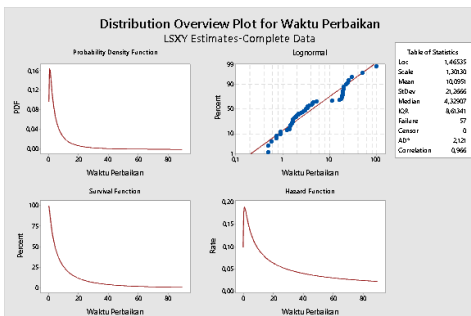 Distribution Overview Plot for Waktu Perbaikan
LSXY Estimates-Complete Data
Probability Density Function
PDF
0,16
0,12
0,08
0,04
0,00
0 20 40 60 80
Waktu Perbaikan
Lognormal
Percent
99
90
50
10
1
0,1 1 10 100
Waktu Perbaikan
Table of Statistics
Loc 1,46535
Scale 1,30130
Mean 10,0951
StDev 21,2666
Median 4,32907
IQR 8,61341
Failure 57
Censor 0
AD* 2,121
Correlation 0,966
Survival Function
Percent
100
75
50
25
0
0 20 40 60 80
Waktu Perbaikan
Hazard Function
Rate
0,20
0,15
0,10
0,05
0,00
0 20 40 60 80
Waktu Perbaikan